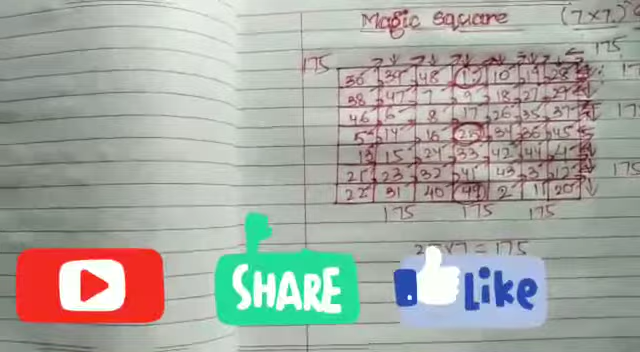 Magic square (7×7)
175
175
30 39 48 1 10 19 28
38 47 7 9 18 27 29
46 6 8 17 26 35 37
5 14 16 25 34 36 45
13 15 24 33 42 44 4
21 23 32 41 43 3 12
22 31 40 49 2 11 20
175
175 175 175
25×7 = 175
SHARE
Like